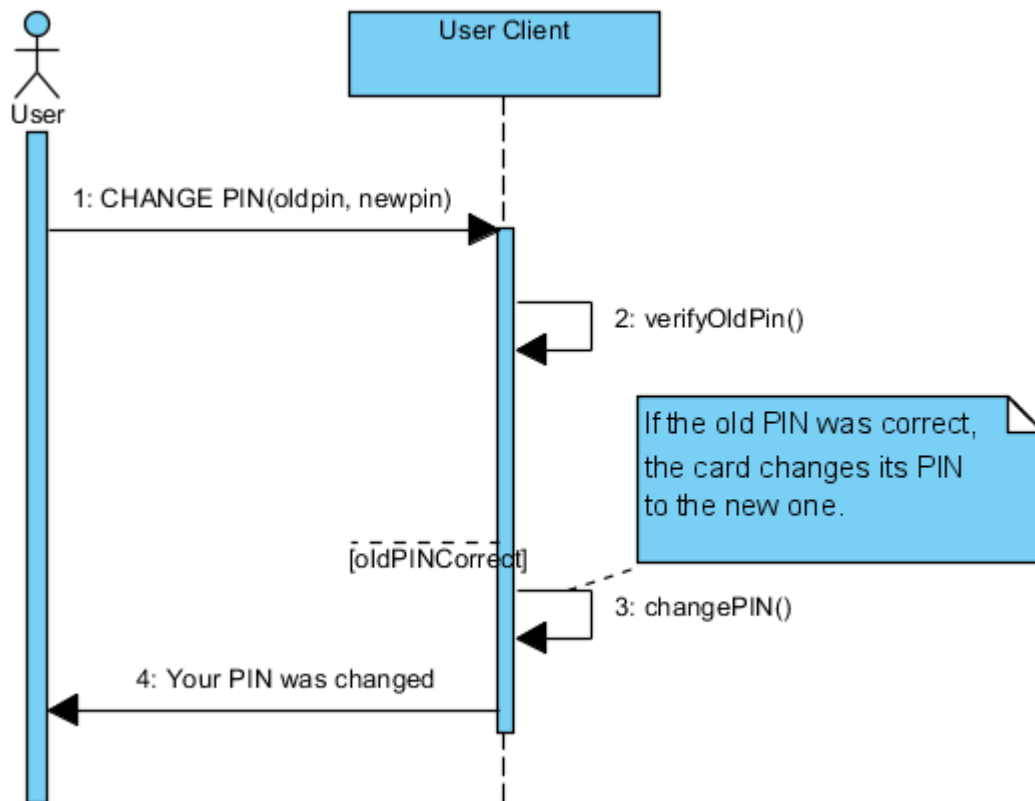 User Client
User
1: CHANGE PIN(oldpin, newpin)
2: verifyOldPin()
If the old PIN was correct,
the card changes its PIN
to the new one.
[oldPINCorrect]
3: changePIN()
4: Your PIN was changed